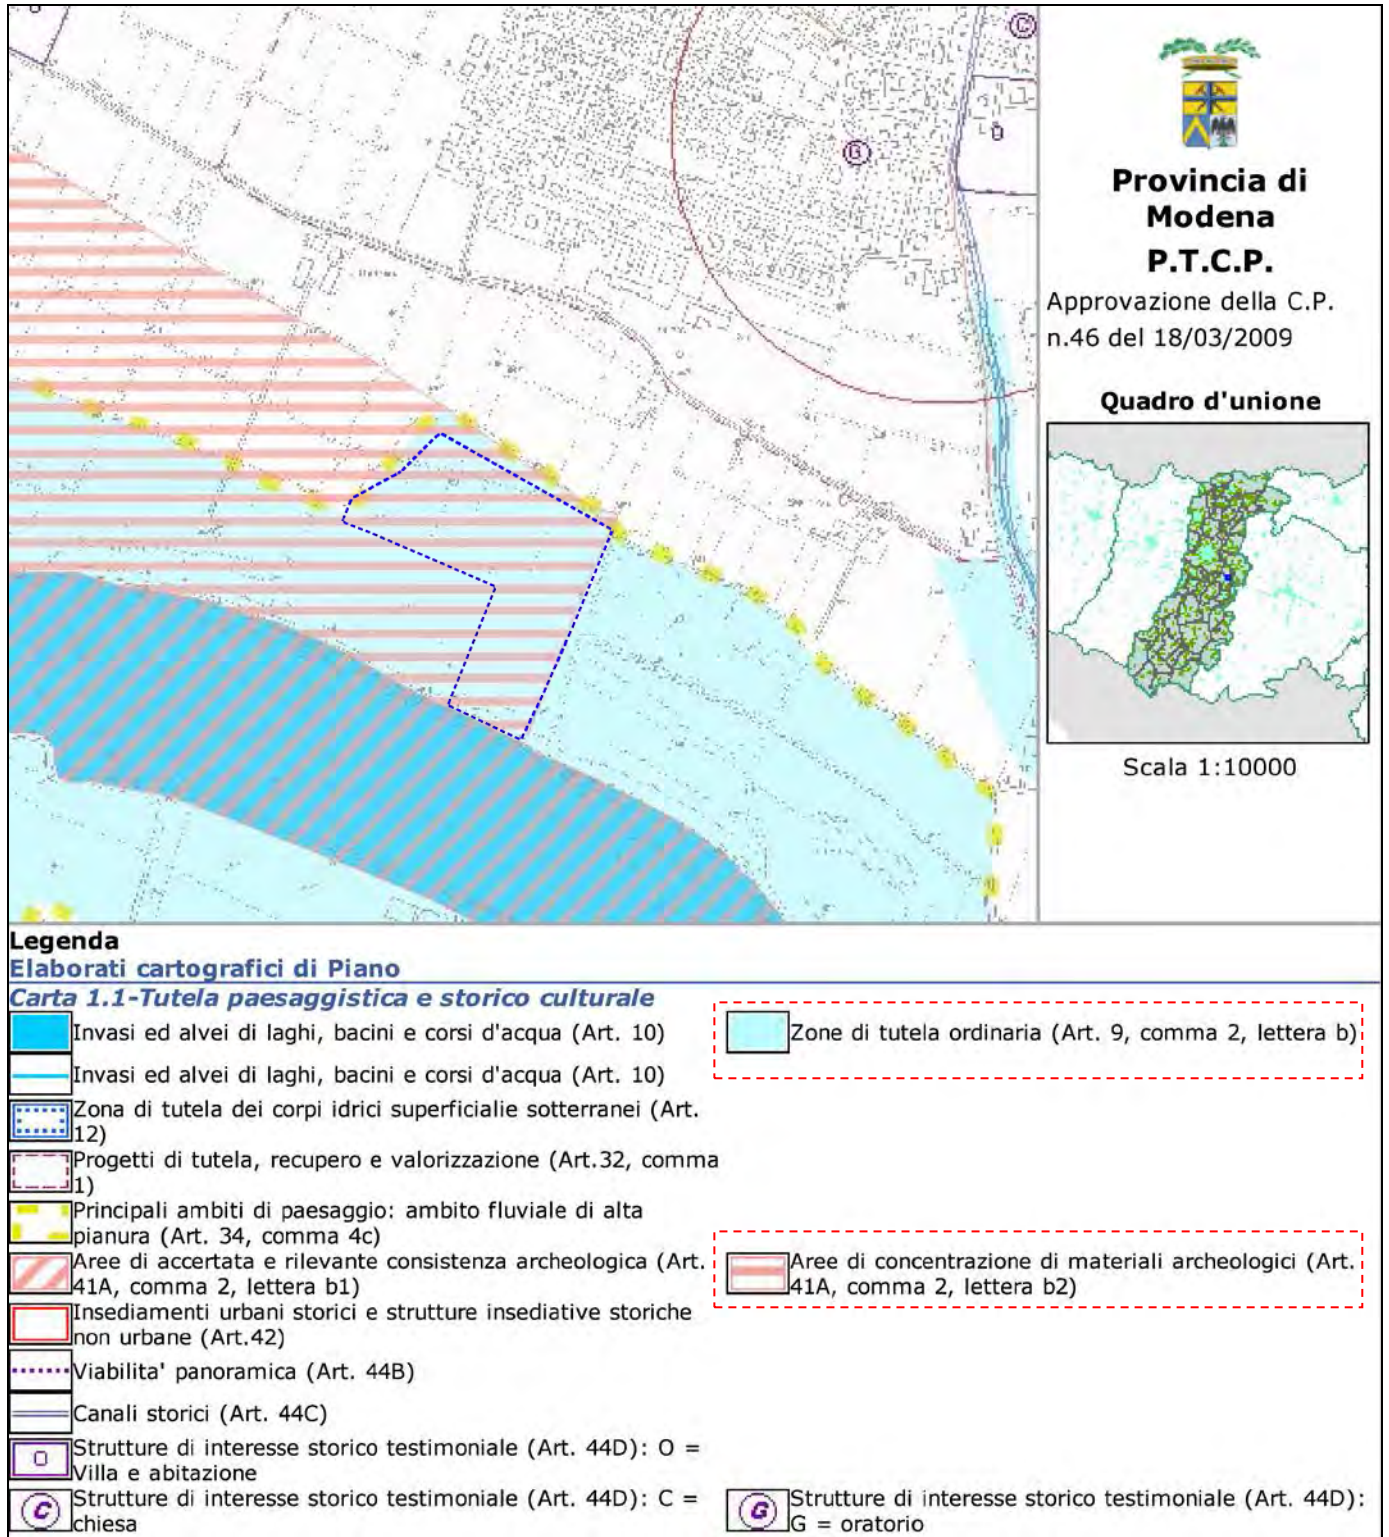 O
C
G
O
Provincia di
Modena
P.T.C.P.
Approvazione della C.P.
n.46 del 18/03/2009
Quadro d'unione
Scala 1:10000
Legenda
Elaborati cartografici di Piano
Carta 1.1-Tutela paesaggistica e storico culturale
Invasi ed alvei di laghi, bacini e corsi d'acqua (Art. 10)
Zone di tutela ordinaria (Art. 9, comma 2, lettera b)
Invasi ed alvei di laghi, bacini e corsi d'acqua (Art. 10)
Zona di tutela dei corpi idrici superficialie sotterranei (Art.
12)
Progetti di tutela, recupero e valorizzazione (Art.32, comma
1)
Principali ambiti di paesaggio: ambito fluviale di alta
pianura (Art. 34, comma 4c)
Aree di accertata e rilevante consistenza archeologica (Art.
41A, comma 2, lettera b1)
Aree di concentrazione di materiali archeologici (Art.
41A, comma 2, lettera b2)
Insediamenti urbani storici e strutture insediative storiche
non urbane (Art.42)
Viabilita' panoramica (Art. 44B)
Canali storici (Art. 44C)
O
Strutture di interesse storico testimoniale (Art. 44D): O =
Villa e abitazione
C
Strutture di interesse storico testimoniale (Art. 44D): C =
chiesa
G
Strutture di interesse storico testimoniale (Art. 44D):
G = oratorio